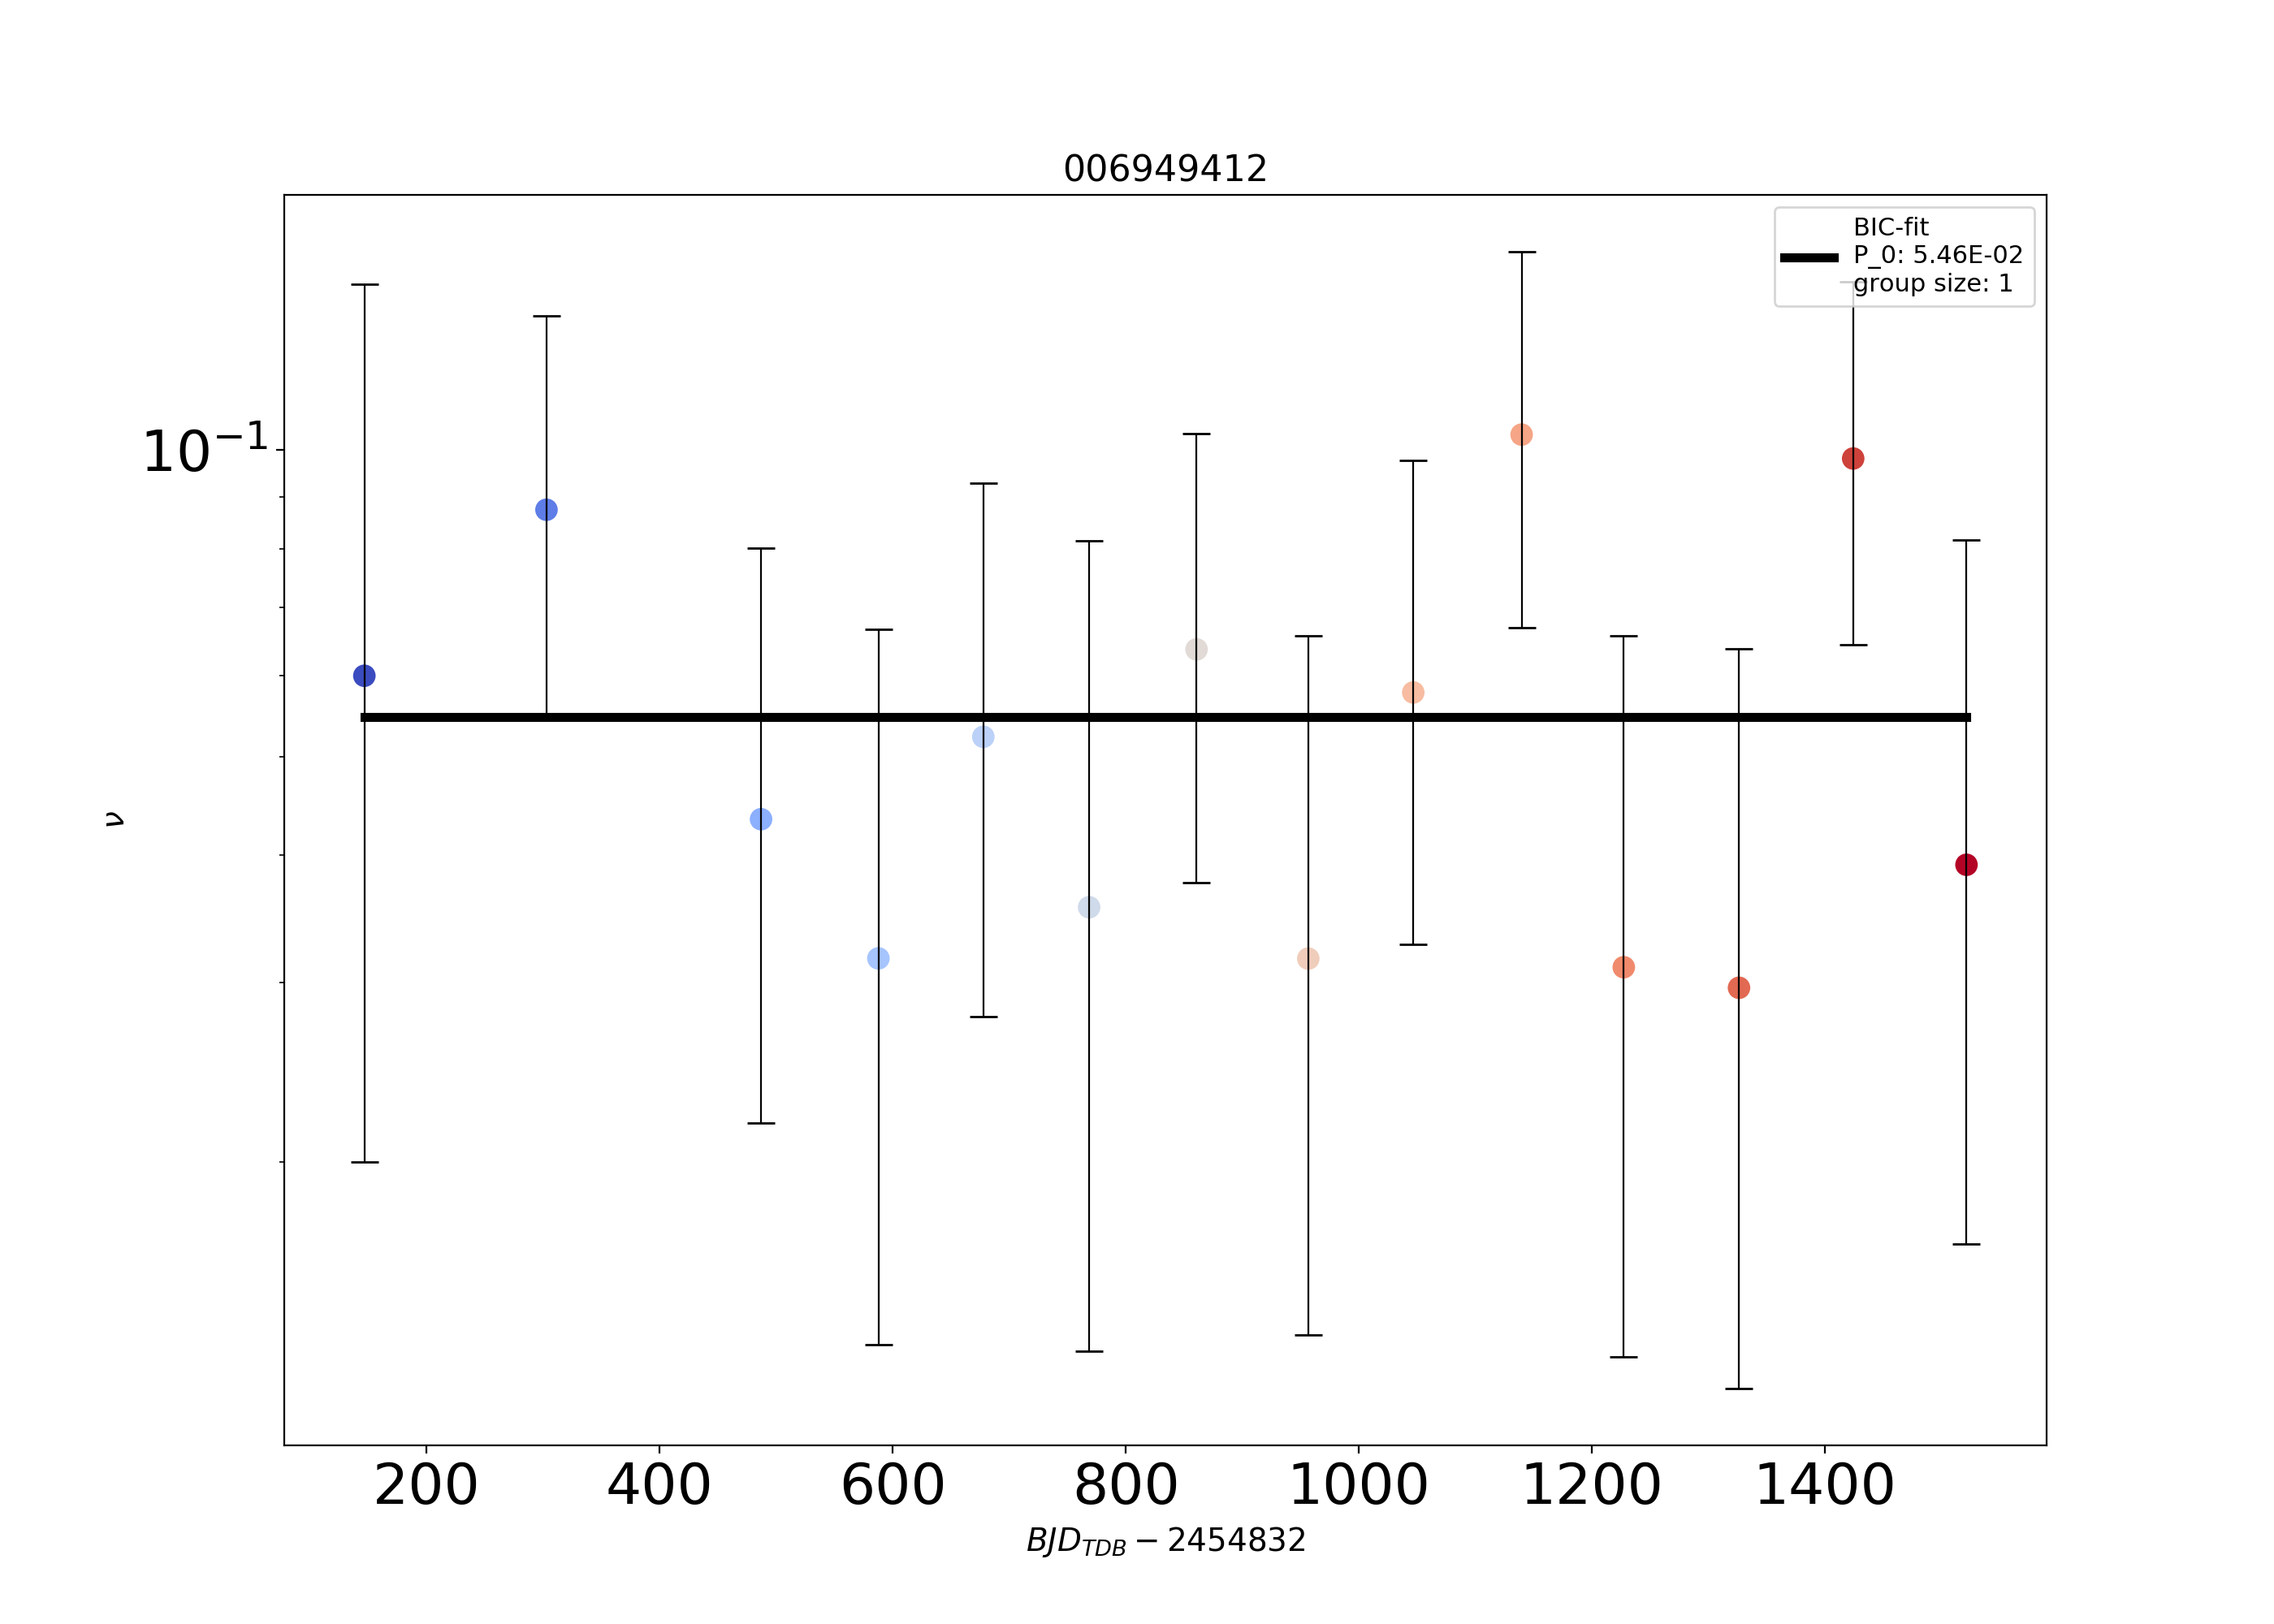 006949412
BIC-fit
P_0: 5.46E-02
group size: 1
10⁻¹
ν
200 400 600 800 1000 1200 1400
BJD_TDB − 2454832